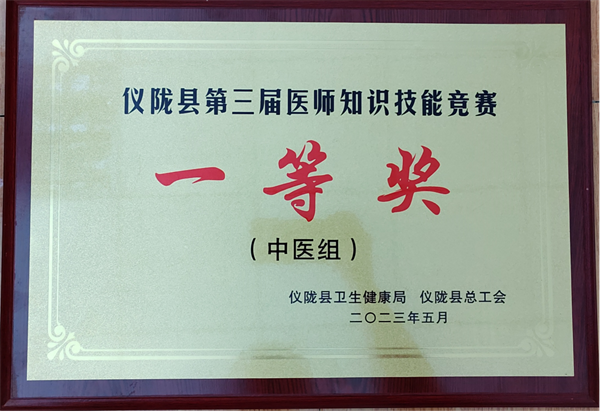 仪陇县第三届医师知识技能竞赛
一等奖
（中医组）
仪陇县卫生健康局 仪陇县总工会
二〇二三年五月